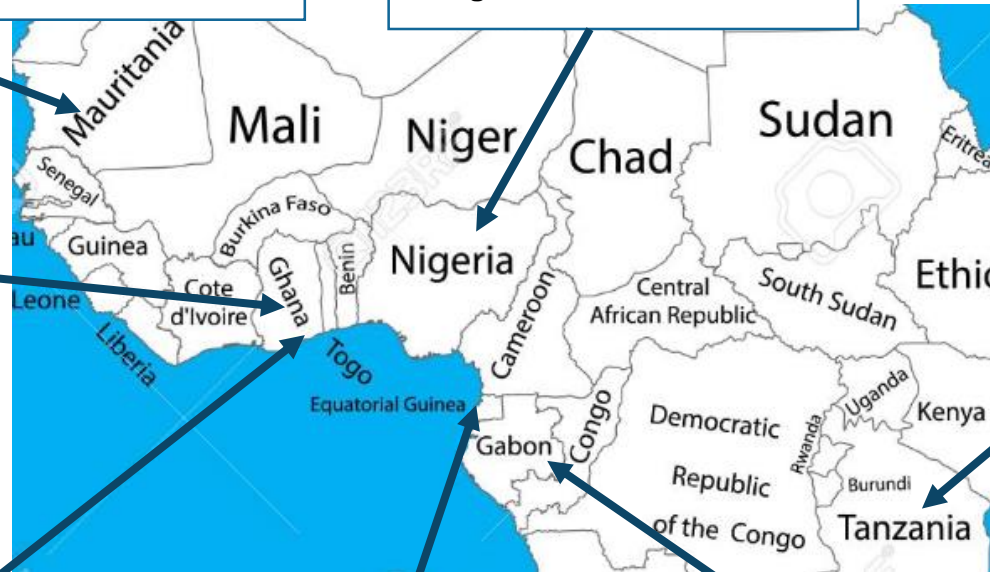 Mauritania
Mali
Niger
Chad
Sudan
Eritrea
Senegal
Burkina Faso
au
Guinea
Ghana
Benin
Nigeria
Ethio
Leone
Cote
d'Ivoire
Cameroon
Central
African Republic
South Sudan
Liberia
Togo
Equatorial Guinea
Gabon
Congo
Democratic
Republic
of the Congo
Rwanda
Uganda
Kenya
Burundi
Tanzania